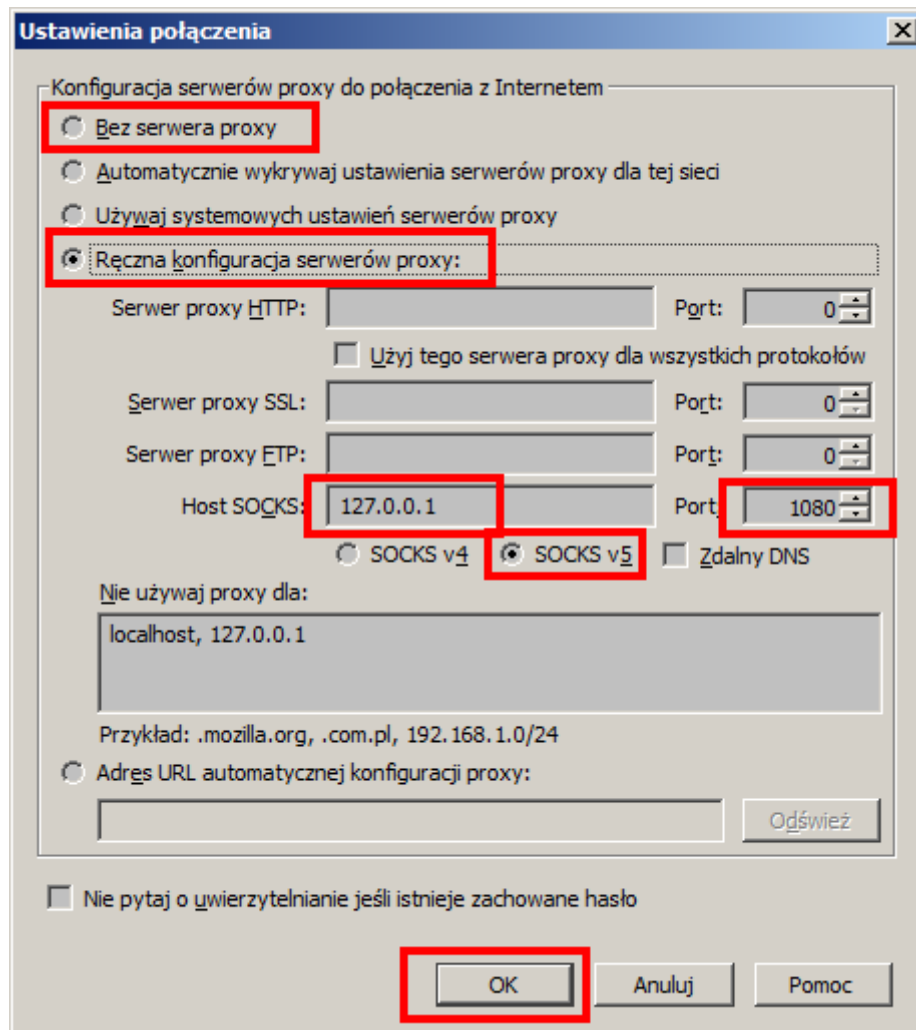 Ustawienia połączenia
Konfiguracja serwerów proxy do połączenia z Internetem
Bez serwera proxy
Automatycznie wykrywaj ustawienia serwerów proxy dla tej sieci
Używaj systemowych ustawień serwerów proxy
Ręczna konfiguracja serwerów proxy:
Serwer proxy HTTP: Port: 0
Użyj tego serwera proxy dla wszystkich protokołów
Serwer proxy SSL: Port: 0
Serwer proxy FTP: Port: 0
Host SOCKS: 127.0.0.1 Port: 1080
SOCKS v4 SOCKS v5 Zdalny DNS
Nie używaj proxy dla:
localhost, 127.0.0.1
Przykład: .mozilla.org, .com.pl, 192.168.1.0/24
Adres URL automatycznej konfiguracji proxy:
Odśwież
Nie pytaj o uwierzytelnianie jeśli istnieje zachowane hasło
OK Anuluj Pomoc